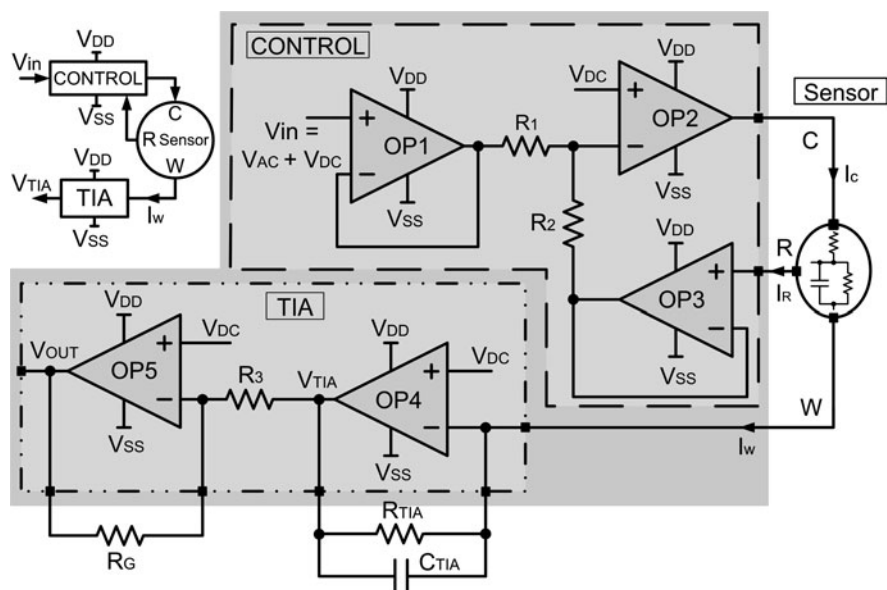 VDD
Vin
CONTROL
VSS
C
R Sensor
W
VDD
VTIA
TIA
VSS
IW
CONTROL
VDD
Vin =
VAC + VDC
+
OP1
-
VSS
R1
VDC
VDD
+
OP2
-
VSS
R2
VDD
+
OP3
-
VSS
Sensor
C
IC
R
IR
W
IW
TIA
VDD
VOUT
OP5
+
-
VDC
VSS
R3
VTIA
VDD
OP4
+
-
VDC
VSS
RG
RTIA
CTIA